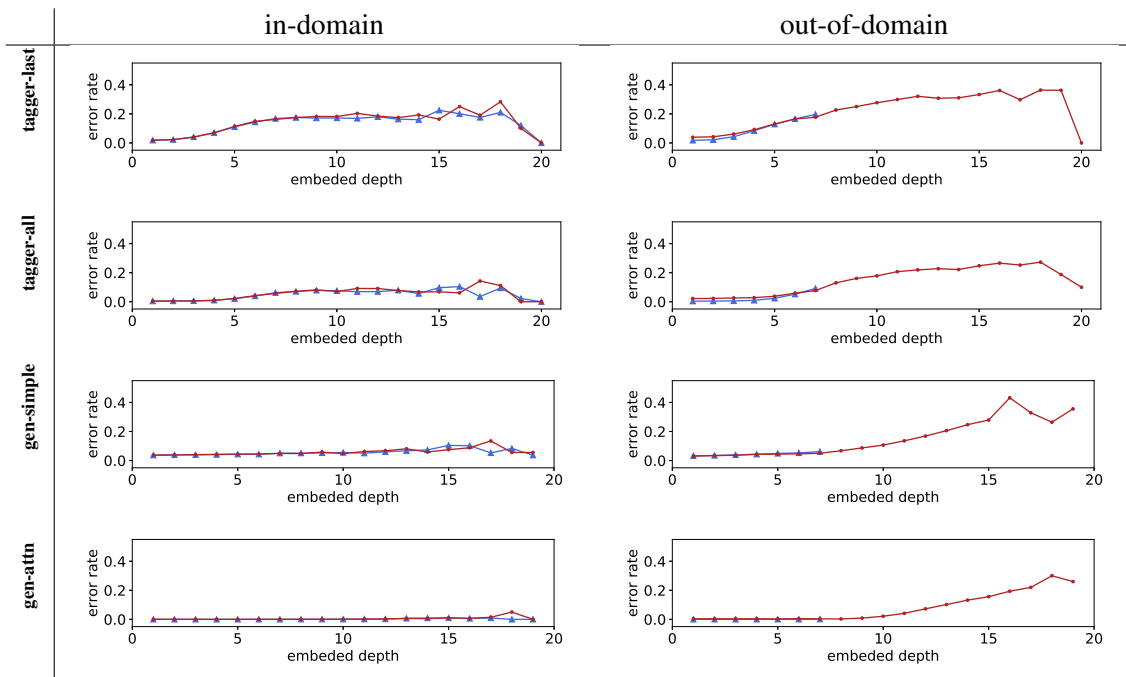 in-domain
out-of-domain
tagger-last
error rate
0.4
0.2
0.0
0 5 10 15 20
embeded depth
error rate
0.4
0.2
0.0
0 5 10 15 20
embeded depth
tagger-all
error rate
0.4
0.2
0.0
0 5 10 15 20
embeded depth
error rate
0.4
0.2
0.0
0 5 10 15 20
embeded depth
gen-simple
error rate
0.4
0.2
0.0
0 5 10 15 20
embeded depth
error rate
0.4
0.2
0.0
0 5 10 15 20
embeded depth
gen-attn
error rate
0.4
0.2
0.0
0 5 10 15 20
embeded depth
error rate
0.4
0.2
0.0
0 5 10 15 20
embeded depth